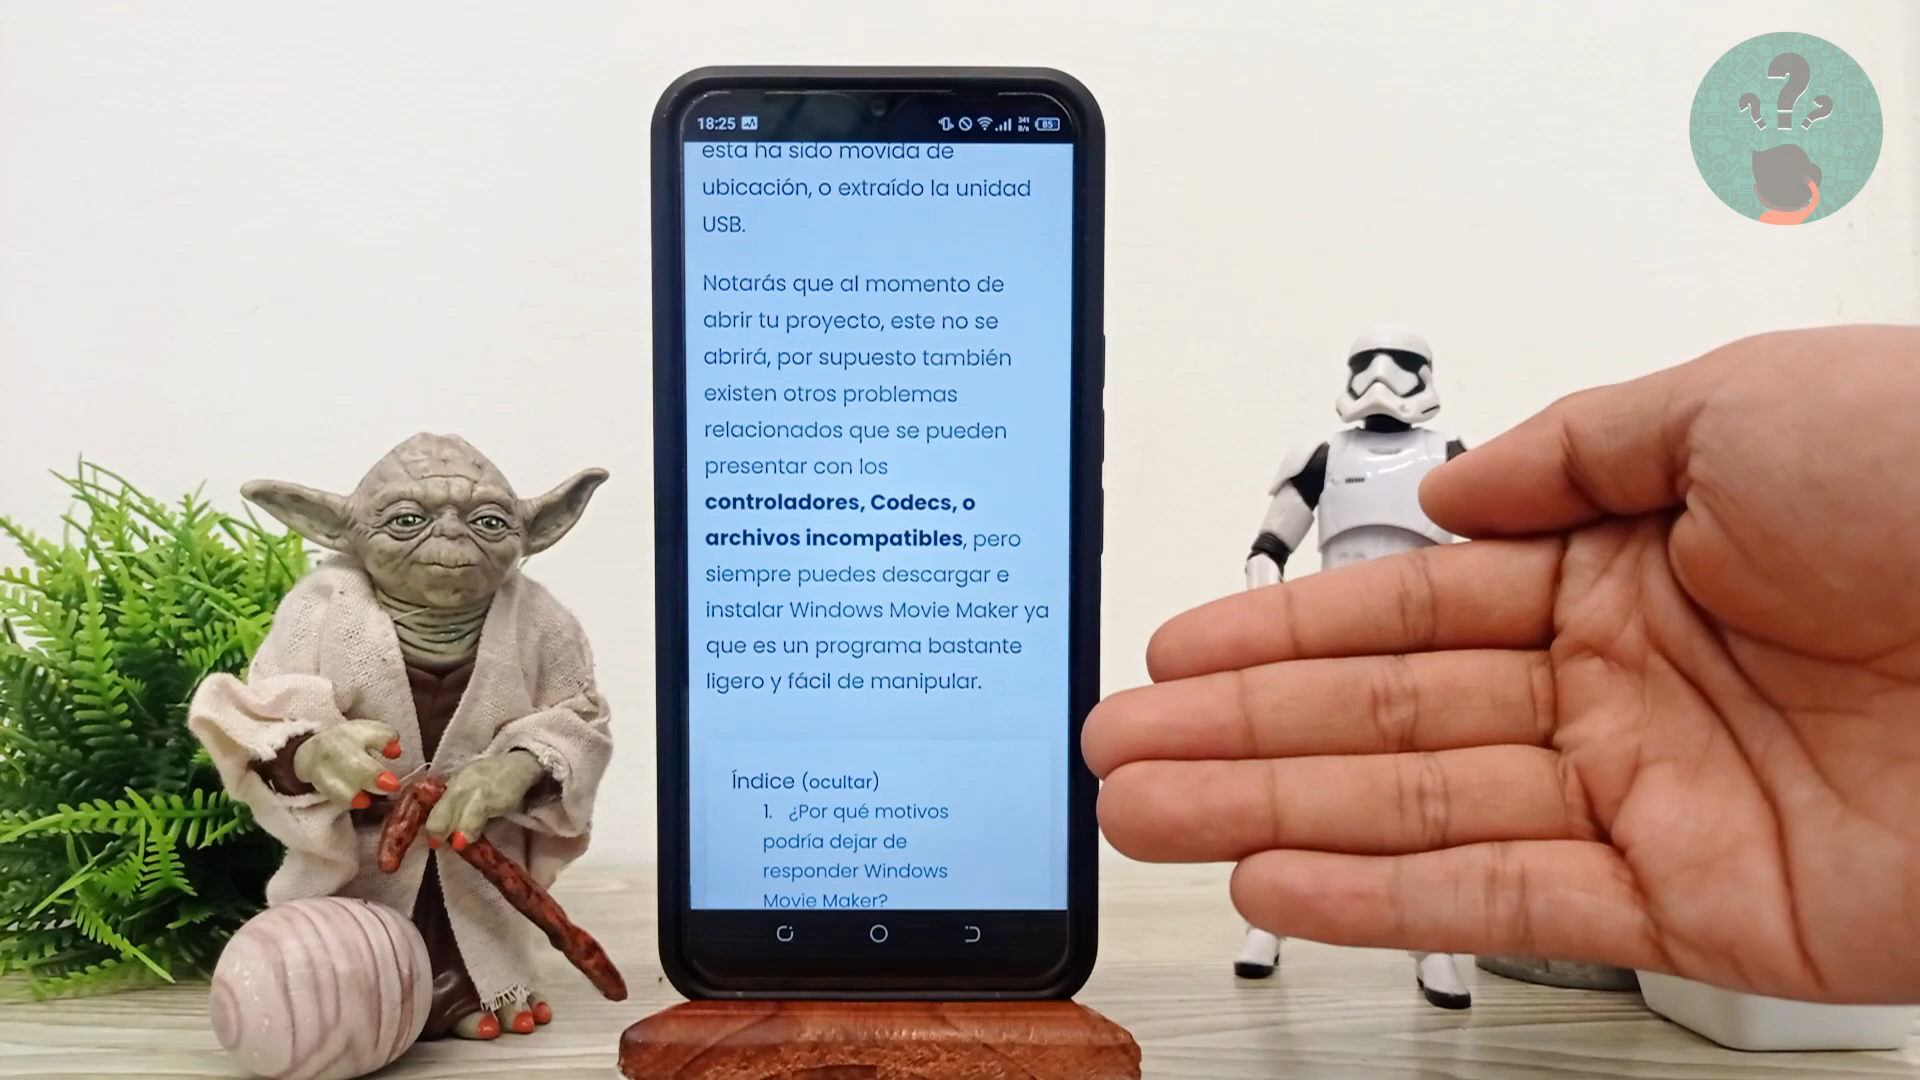 18:25
85
esta ha sido movida de
ubicación, o extraído la unidad
USB.
Notarás que al momento de
abrir tu proyecto, este no se
abrirá, por supuesto también
existen otros problemas
relacionados que se pueden
presentar con los
controladores, Codecs, o
archivos incompatibles, pero
siempre puedes descargar e
instalar Windows Movie Maker ya
que es un programa bastante
ligero y fácil de manipular.
Índice (ocultar)
1. ¿Por qué motivos
podría dejar de
responder Windows
Movie Maker?
???